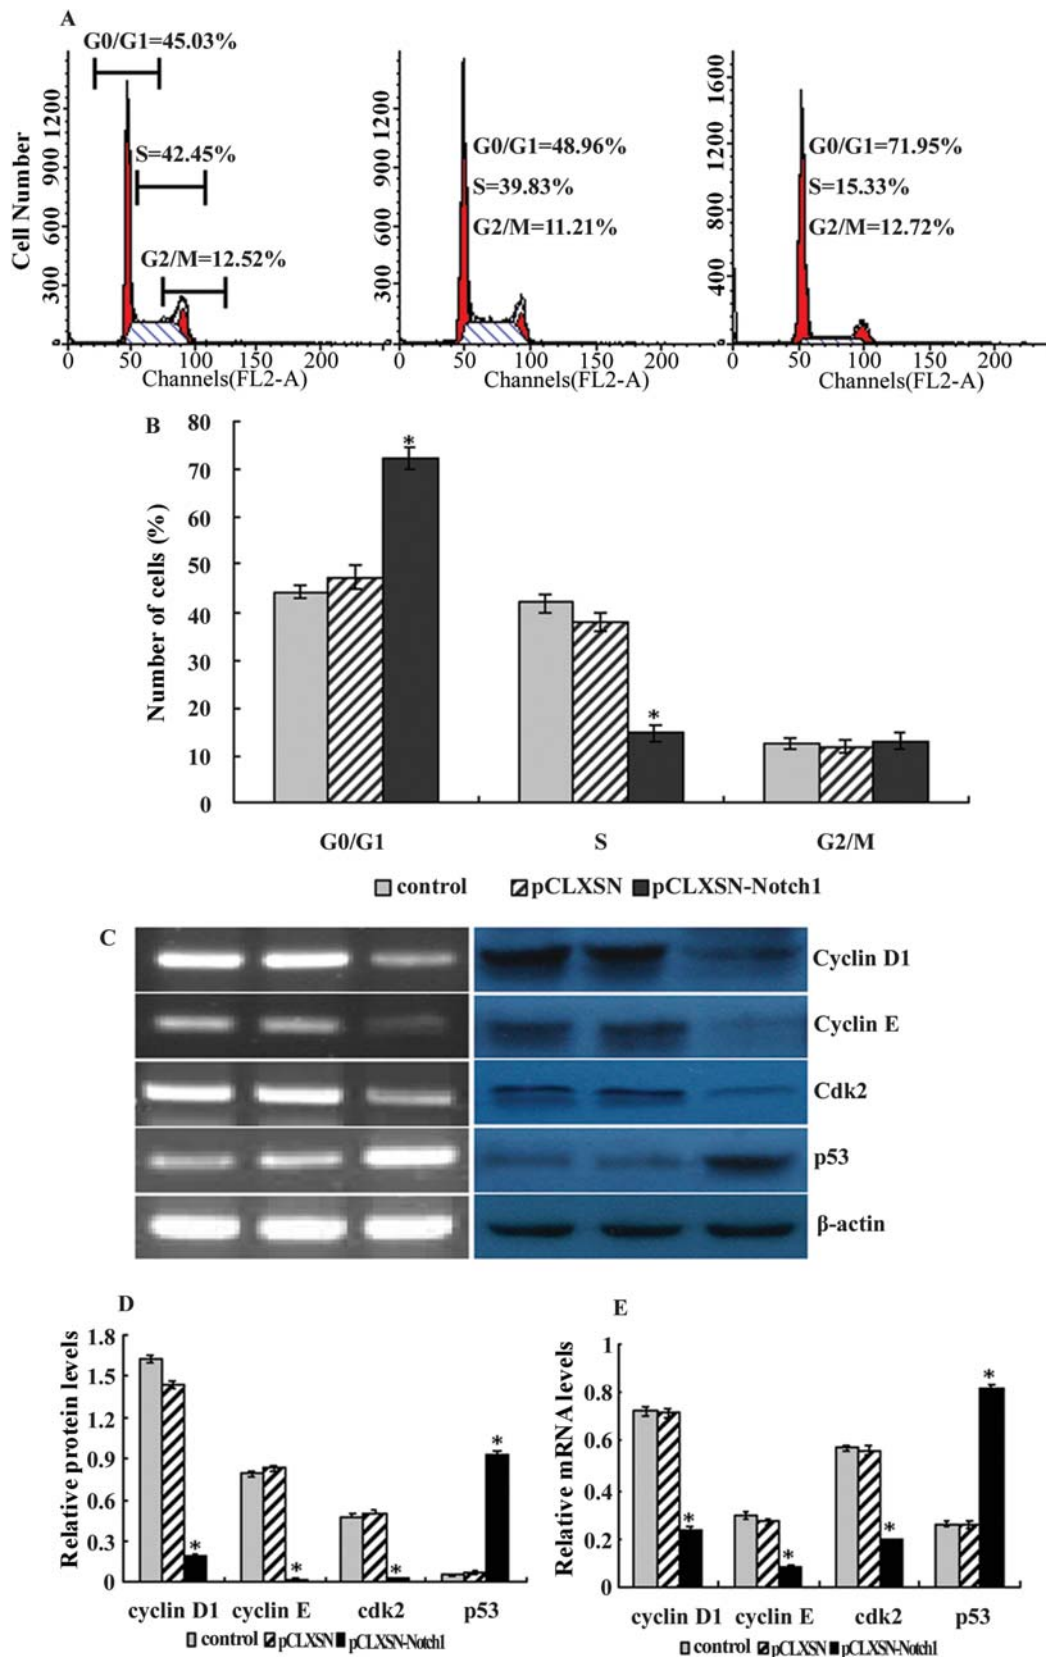 A
G0/G1=45.03%
S=42.45%
G2/M=12.52%
Cell Number
1200
900
600
300
0
0 50 100 150 200
Channels(FL2-A)
G0/G1=48.96%
S=39.83%
G2/M=11.21%
1200
900
600
300
0
0 50 100 150 200
Channels(FL2-A)
G0/G1=71.95%
S=15.33%
G2/M=12.72%
1600
1200
800
400
0
0 50 100 150 200
Channels(FL2-A)
B
Number of cells (%)
80
70
60
50
40
30
20
10
0
*
*
G0/G1 S G2/M
control pCLXSN pCLXSN-Notch1
C
Cyclin D1
Cyclin E
Cdk2
p53
β-actin
D
Relative protein levels
1.8
1.5
1.2
0.9
0.6
0.3
0
* * * *
cyclin D1 cyclin E cdk2 p53
control pCLXSN pCLXSN-Notch1
E
Relative mRNA levels
1
0.8
0.6
0.4
0.2
0
* * * *
cyclin D1 cyclin E cdk2 p53
control pCLXSN pCLXSN-Notch1